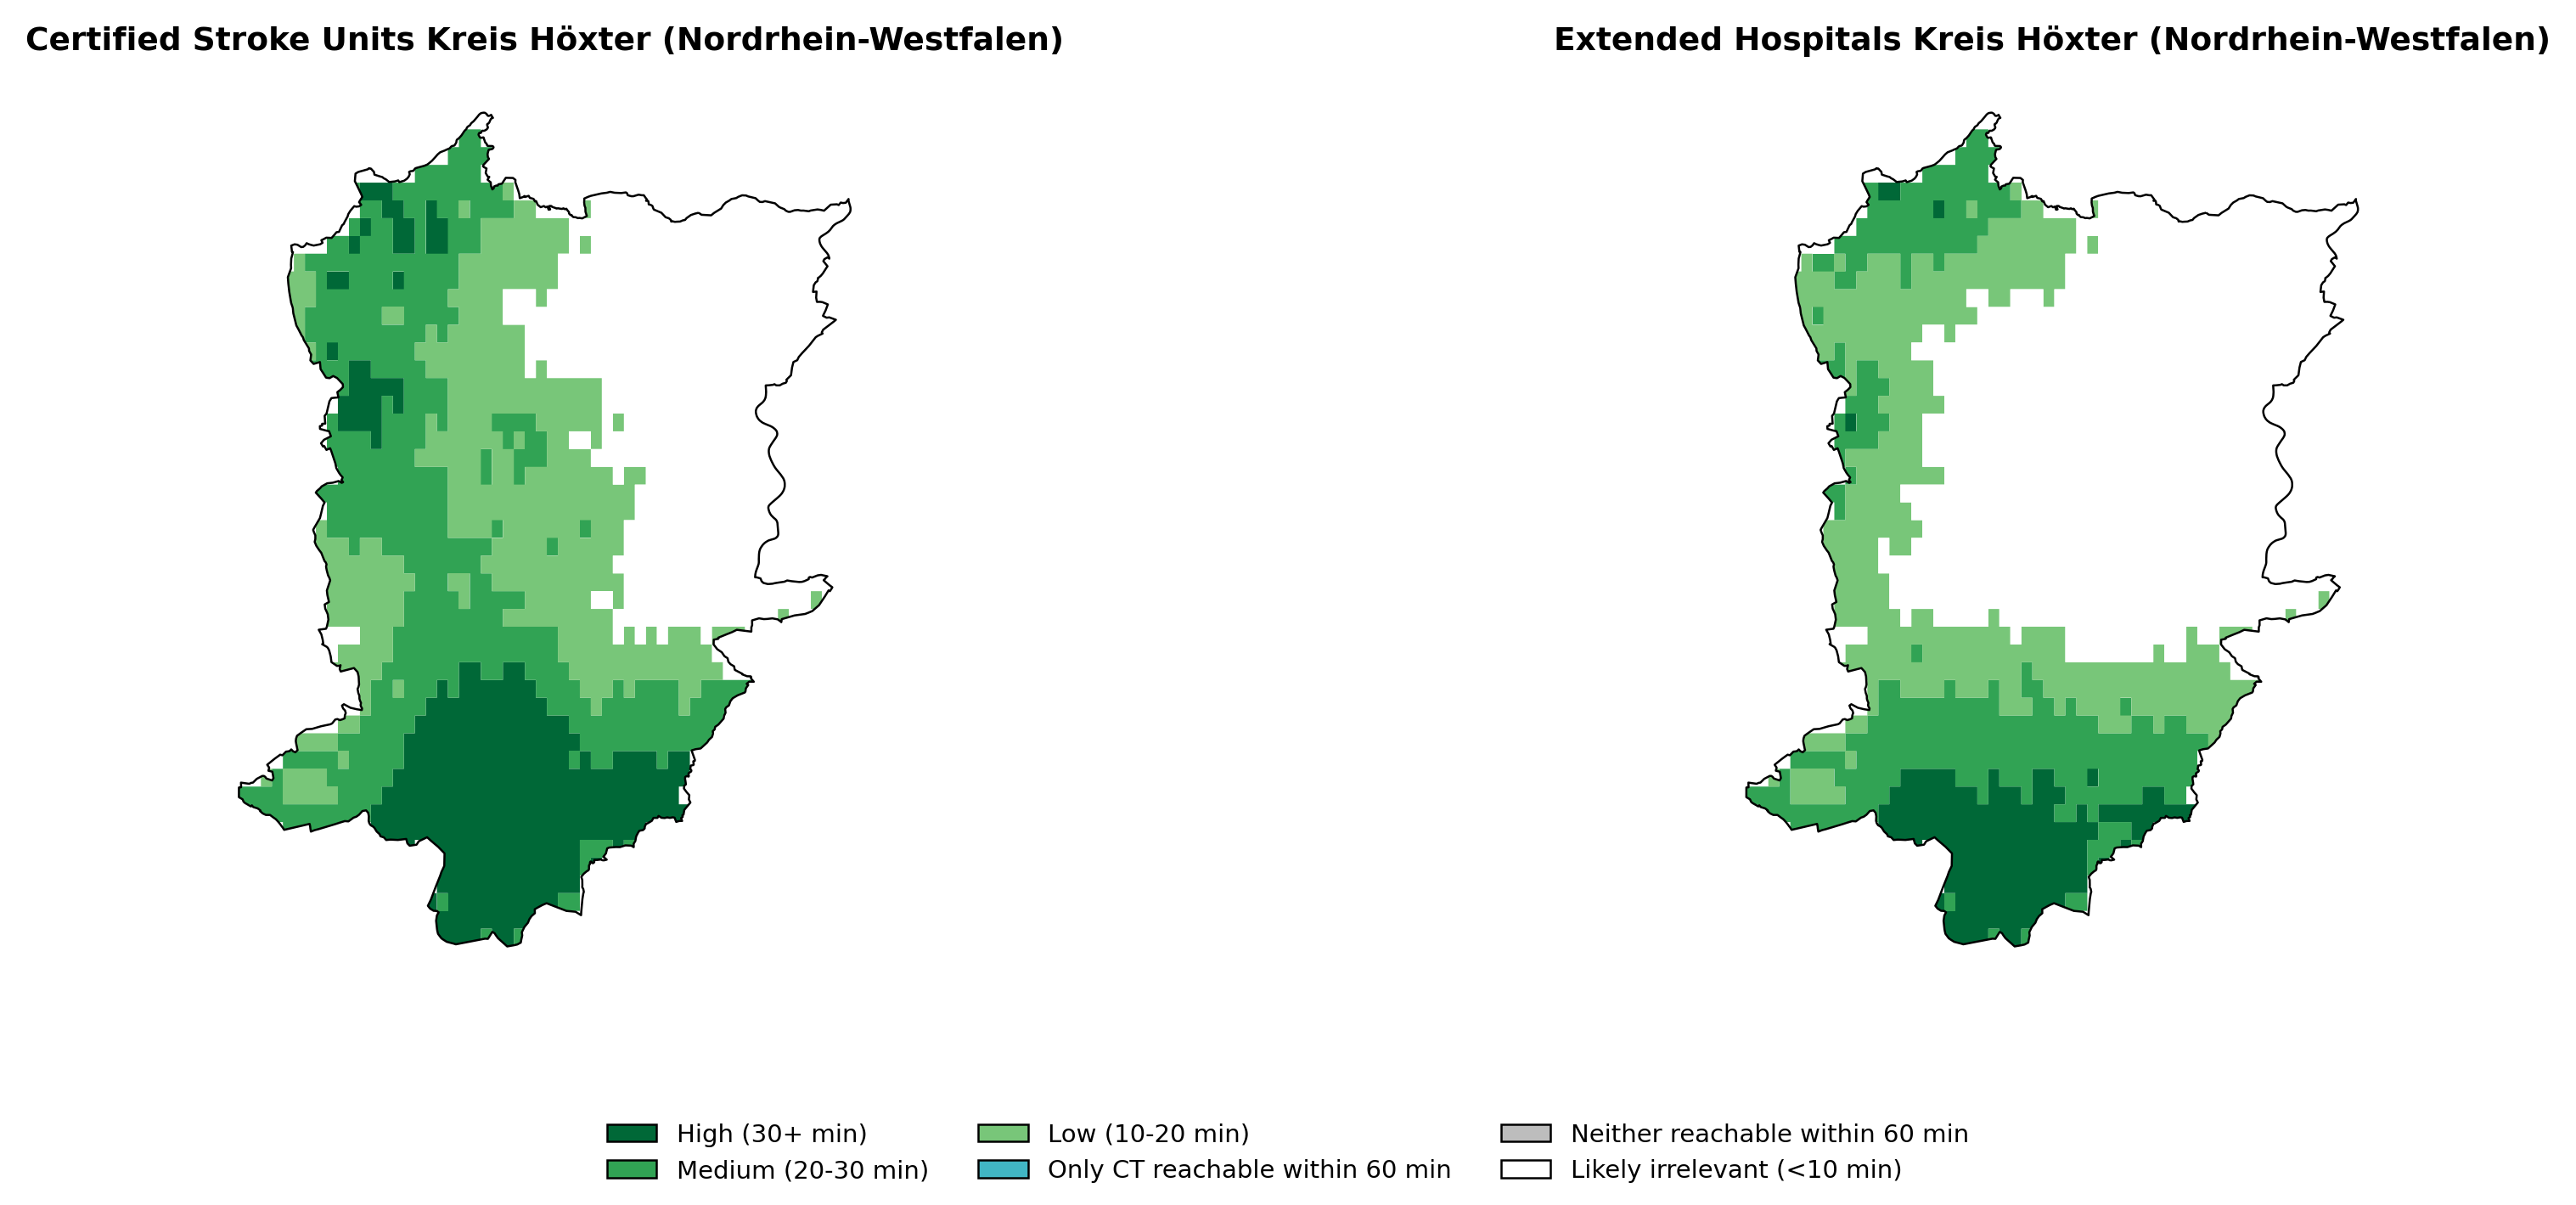 Certified Stroke Units Kreis Höxter (Nordrhein-Westfalen)
Extended Hospitals Kreis Höxter (Nordrhein-Westfalen)
High (30+ min)
Medium (20-30 min)
Low (10-20 min)
Only CT reachable within 60 min
Neither reachable within 60 min
Likely irrelevant (<10 min)